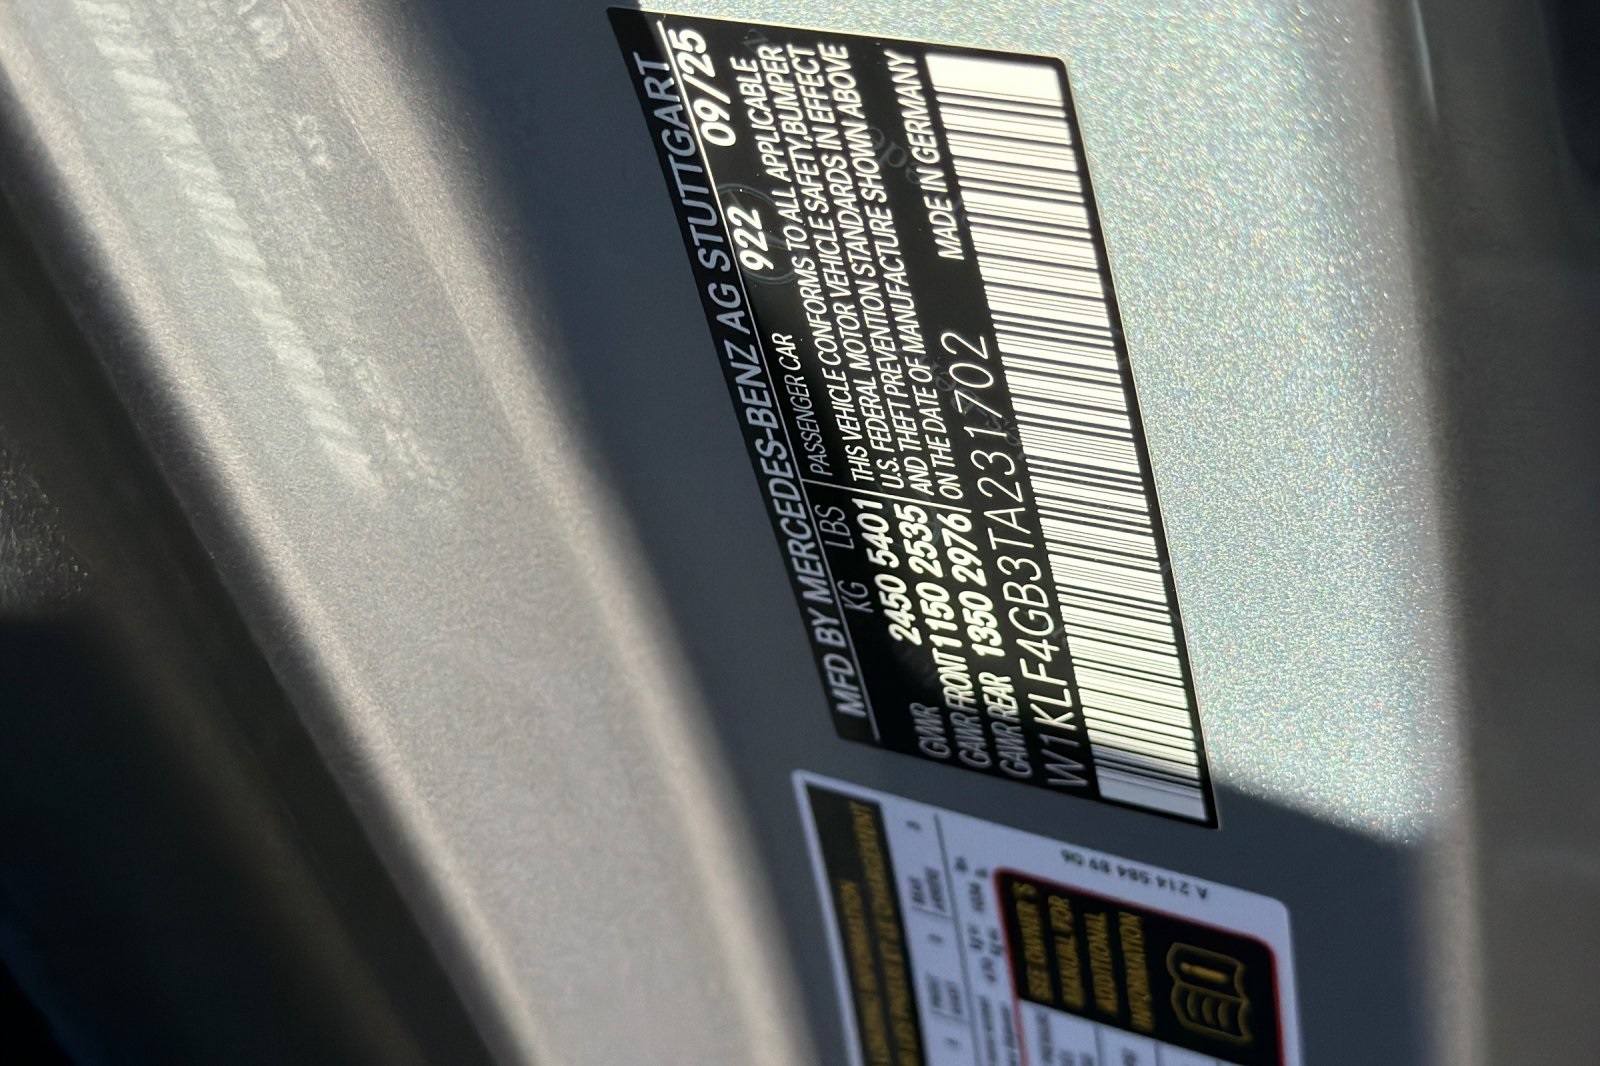 MFD BY MERCEDES-BENZ AG STUTTGART
KG LBS PASSENGER CAR 922 09/25
GVWR 2450 5401 THIS VEHICLE CONFORMS TO ALL APPLICABLE
GAWR FRONT 1150 2535 U.S. FEDERAL MOTOR VEHICLE SAFETY,BUMPER
GAWR REAR 1350 2976 AND THEFT PREVENTION STANDARDS IN EFFECT
ON THE DATE OF MANUFACTURE SHOWN ABOVE
W1KLF4GB3TA231702 MADE IN GERMANY
A 214 584 89 06
SEE OWNER'S
MANUAL FOR
ADDITIONAL
INFORMATION